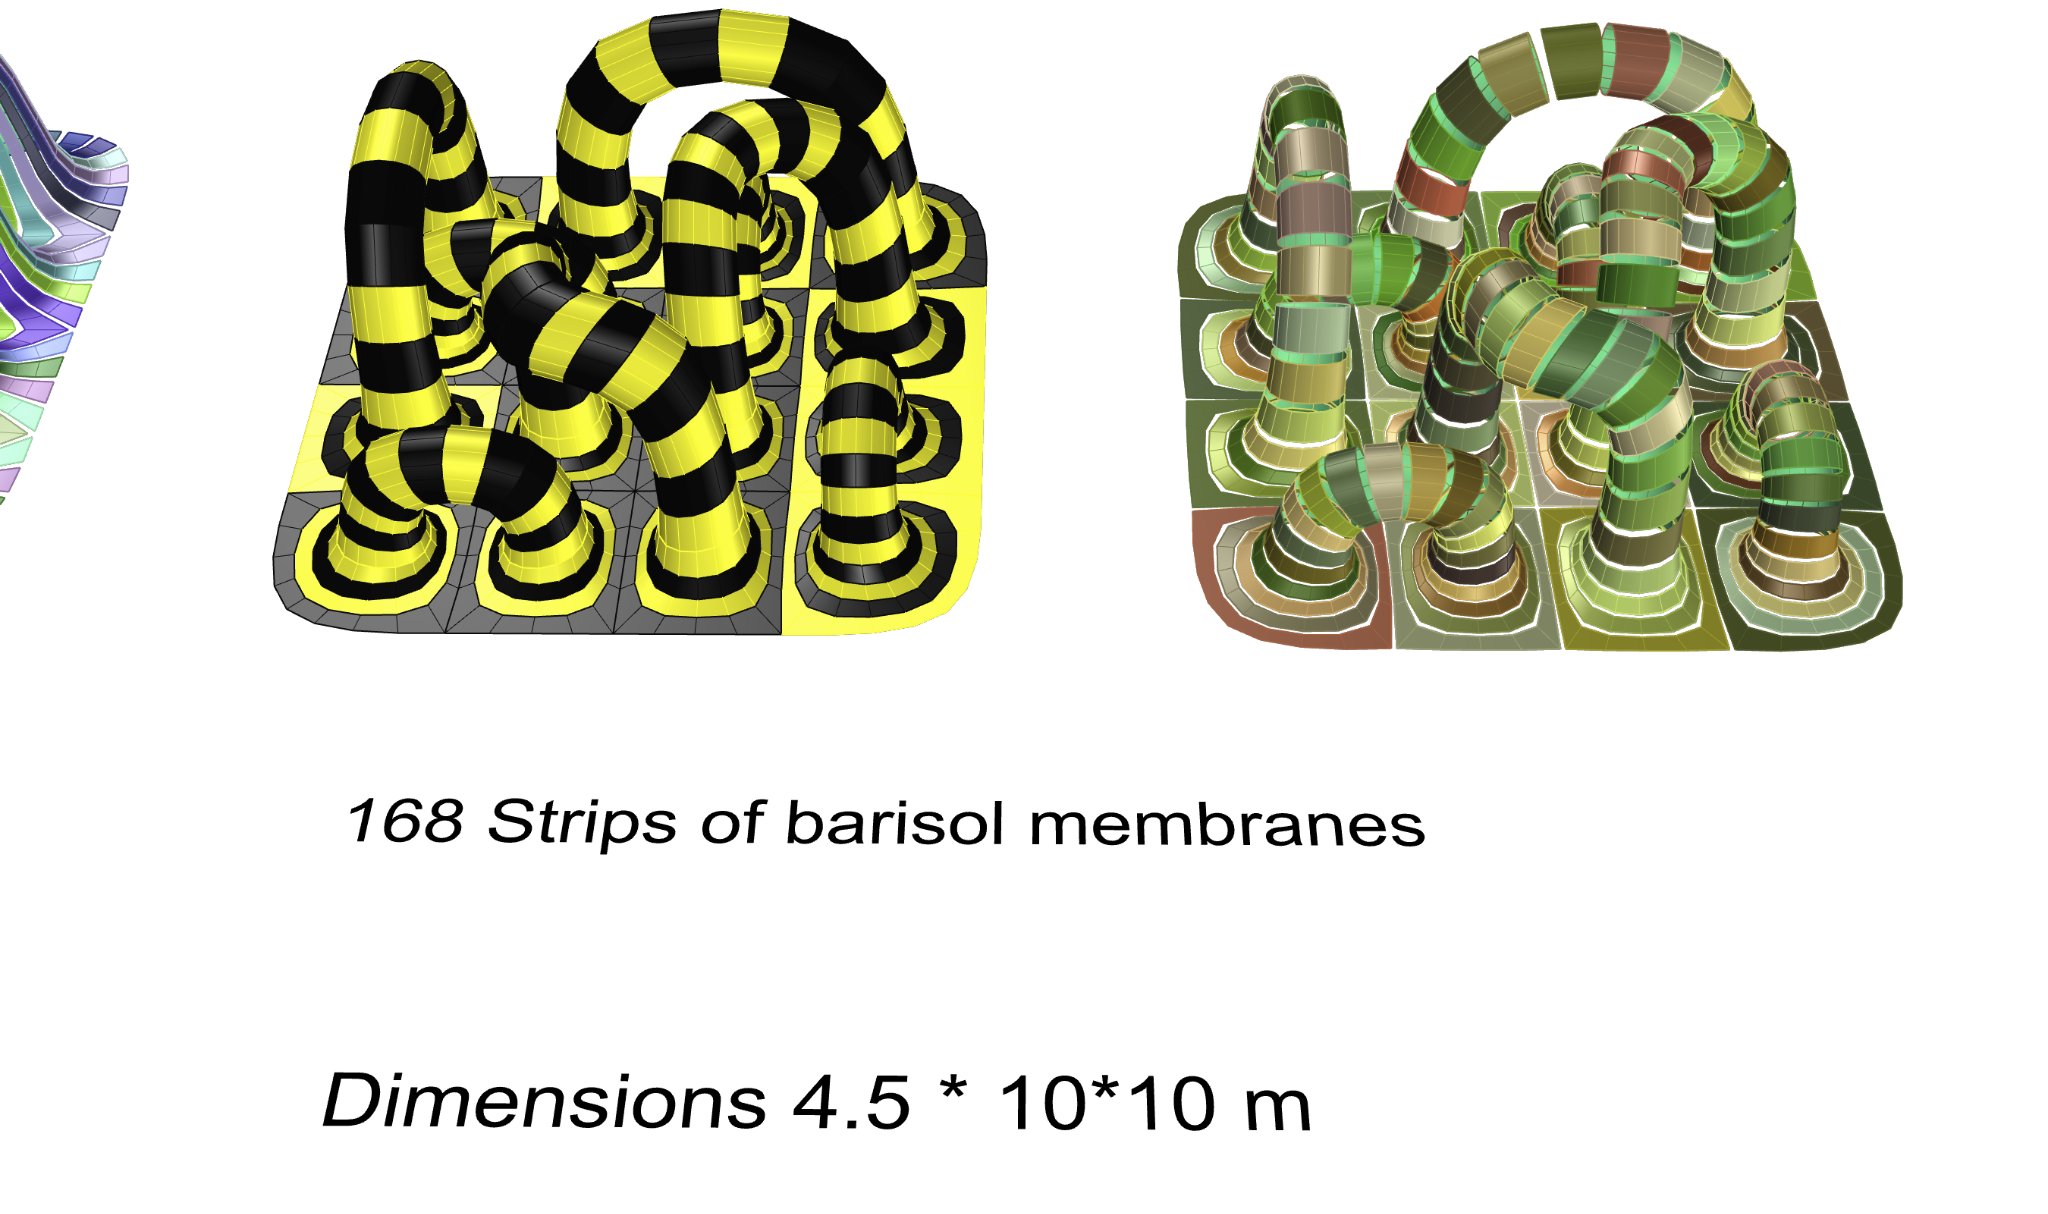 168 Strips of barisol membranes
Dimensions 4.5 * 10*10 m